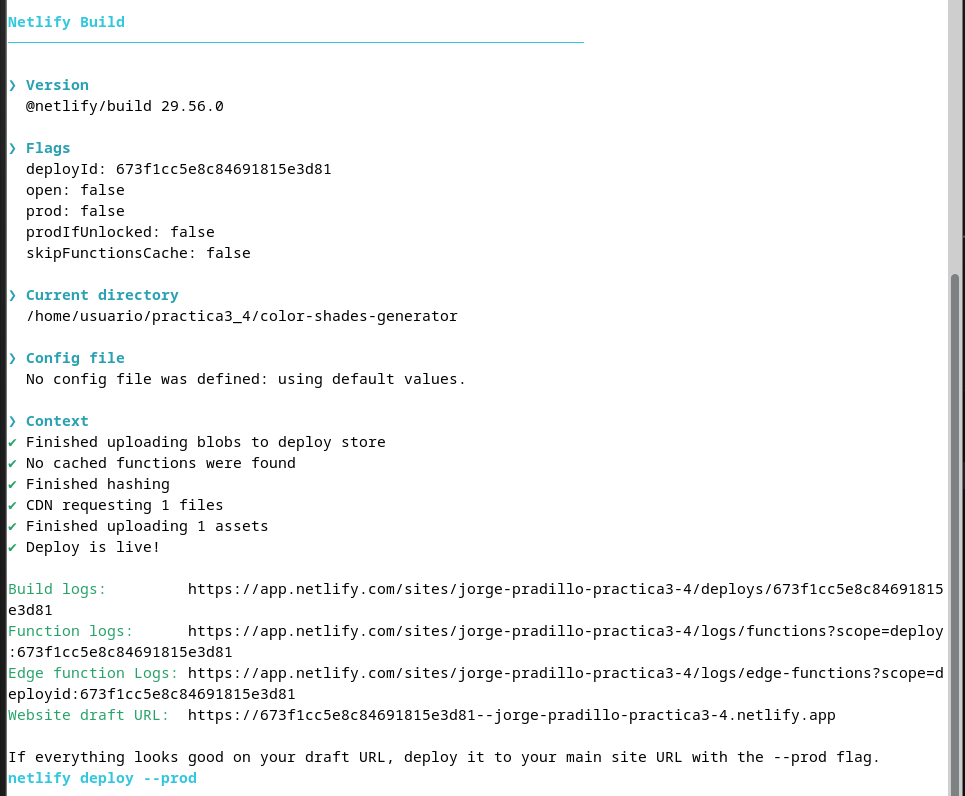 Netlify Build
❯ Version
@netlify/build 29.56.0
❯ Flags
deployId: 673f1cc5e8c84691815e3d81
open: false
prod: false
prodIfUnlocked: false
skipFunctionsCache: false
❯ Current directory
/home/usuario/practica3_4/color-shades-generator
❯ Config file
No config file was defined: using default values.
❯ Context
✔ Finished uploading blobs to deploy store
✔ No cached functions were found
✔ Finished hashing
✔ CDN requesting 1 files
✔ Finished uploading 1 assets
✔ Deploy is live!
Build logs:         https://app.netlify.com/sites/jorge-pradillo-practica3-4/deploys/673f1cc5e8c84691815
e3d81
Function logs:      https://app.netlify.com/sites/jorge-pradillo-practica3-4/logs/functions?scope=deploy
:673f1cc5e8c84691815e3d81
Edge function Logs: https://app.netlify.com/sites/jorge-pradillo-practica3-4/logs/edge-functions?scope=d
eployid:673f1cc5e8c84691815e3d81
Website draft URL:  https://673f1cc5e8c84691815e3d81--jorge-pradillo-practica3-4.netlify.app
If everything looks good on your draft URL, deploy it to your main site URL with the --prod flag.
netlify deploy --prod